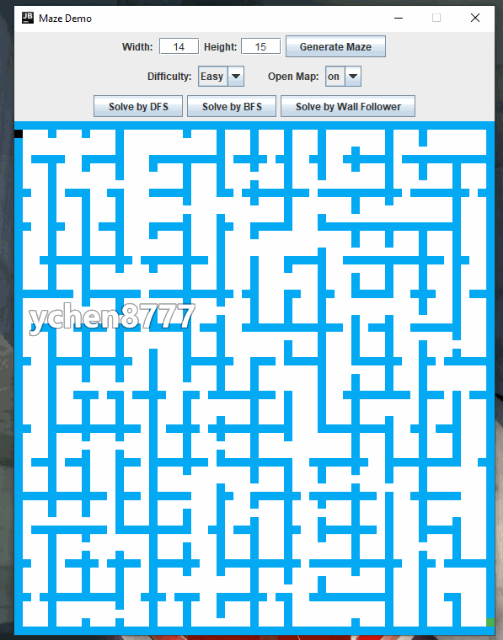 JB Maze Demo
Width: 14 Height: 15 Generate Maze
Difficulty: Easy Open Map: on
Solve by DFS Solve by BFS Solve by Wall Follower
ychen8777